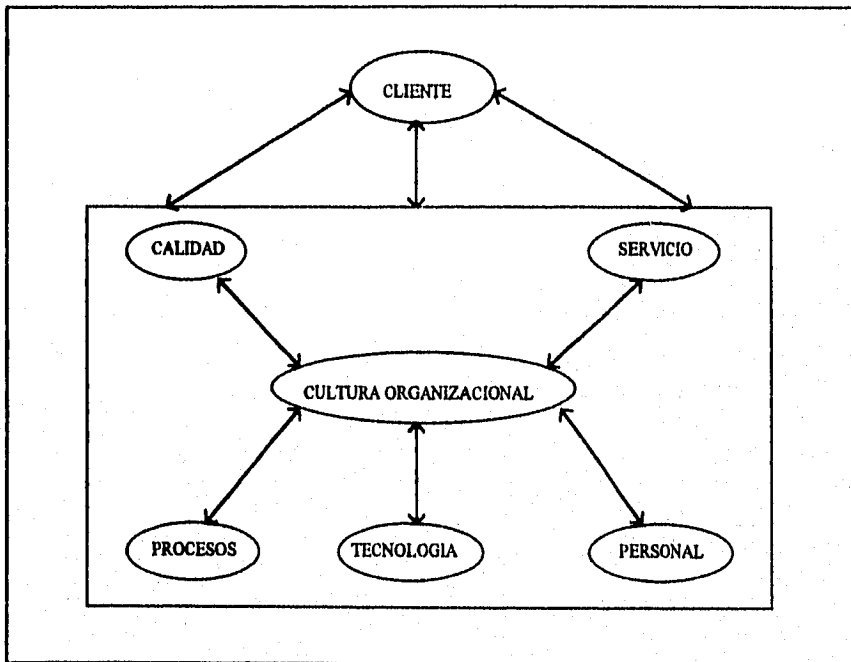 CLIENTE
CALIDAD
SERVICIO
CULTURA ORGANIZACIONAL
PROCESOS
TECNOLOGIA
PERSONAL